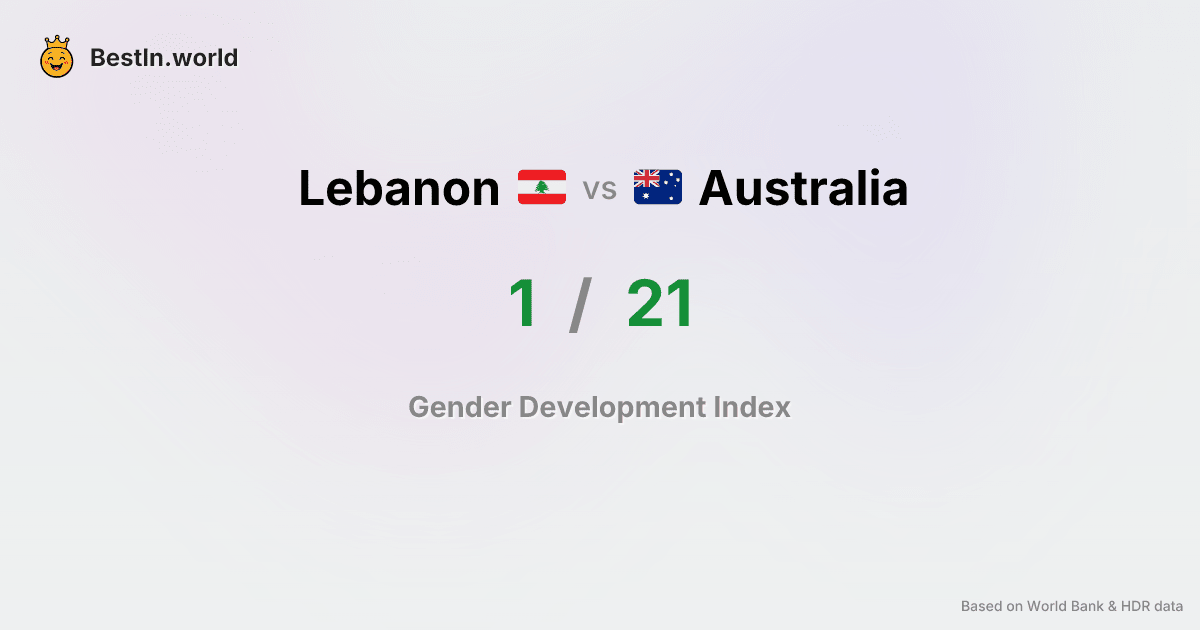 BestIn.world
Lebanon vs Australia
1 / 21
Gender Development Index
Based on World Bank & HDR data